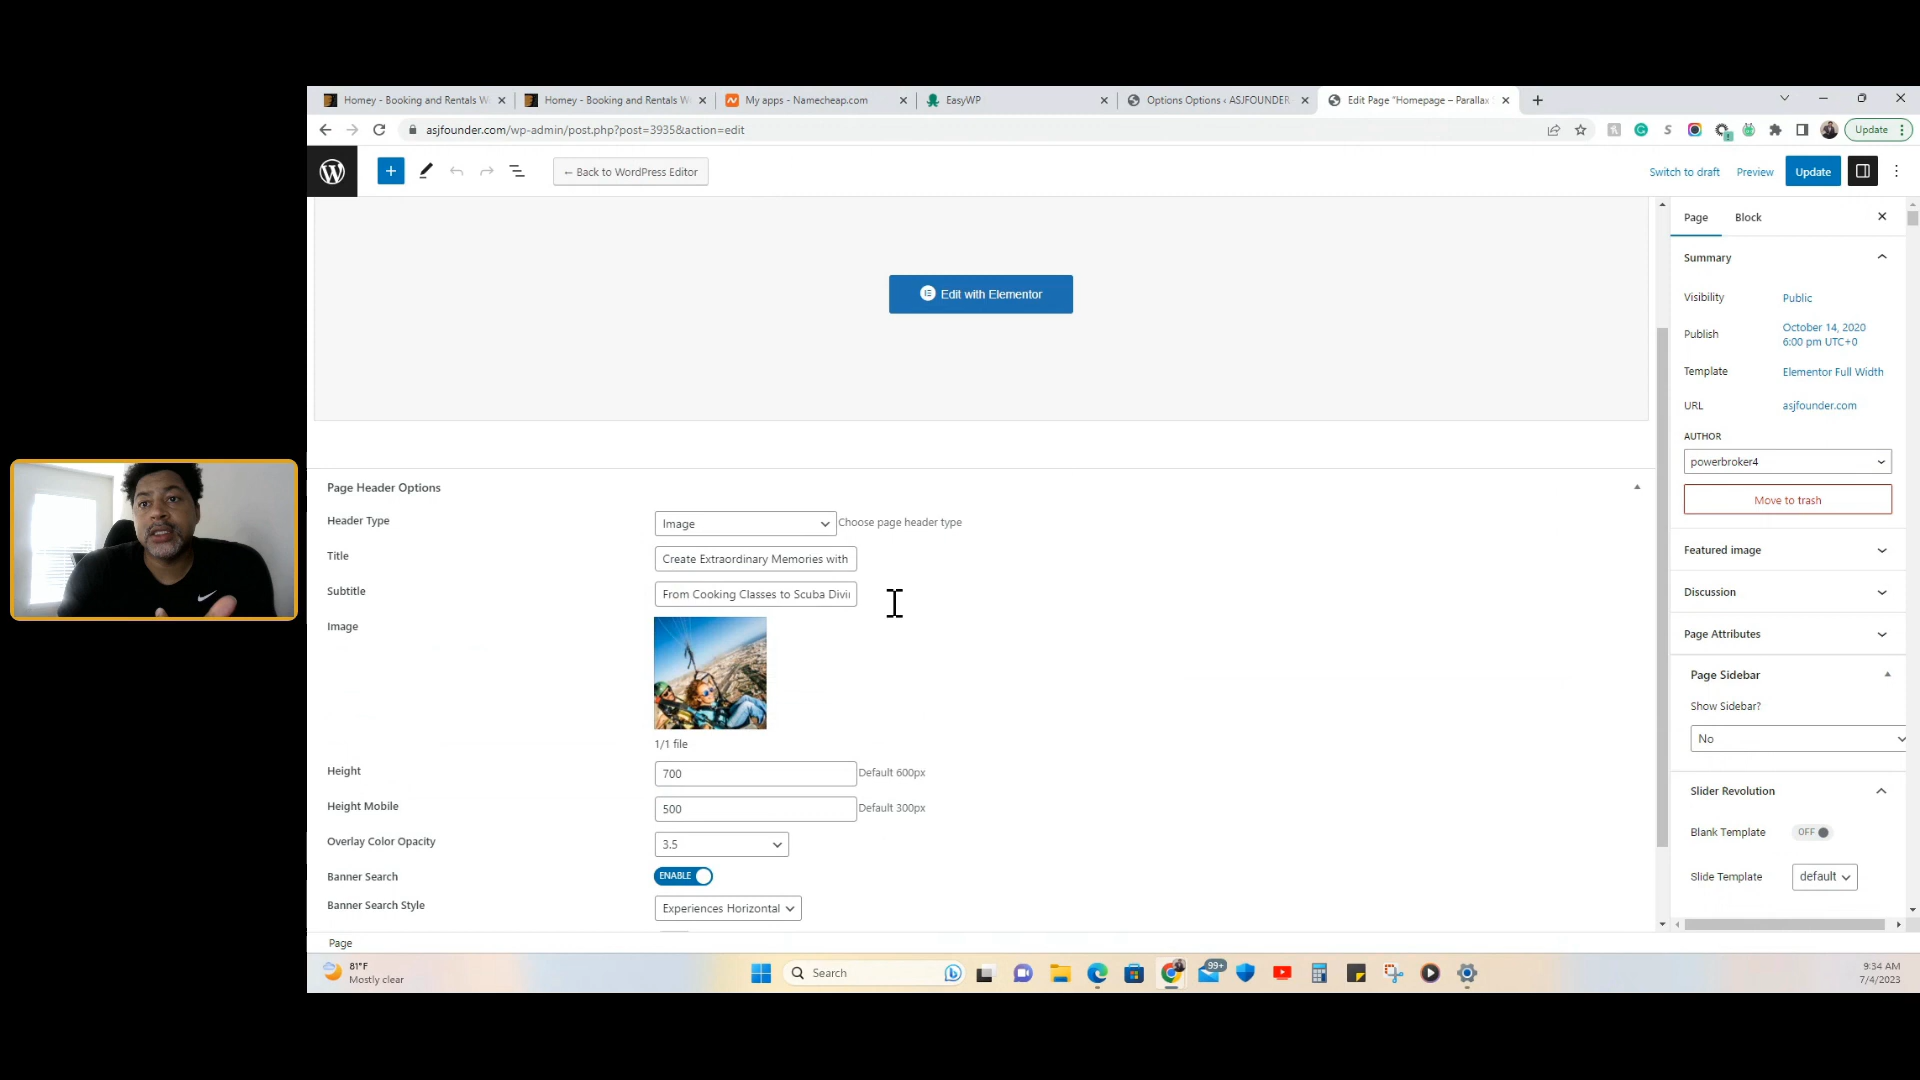 Homey - Booking and Rentals W
Homey - Booking and Rentals W
My apps - Namecheap.com
EasyWP
Options Options ‹ ASJFOUNDER
Edit Page "Homepage – Parallax
asjfounder.com/wp-admin/post.php?post=3935&action=edit
Update
← Back to WordPress Editor
Switch to draft
Preview
Update
Page
Block
Edit with Elementor
Summary
Visibility
Public
Publish
October 14, 2020
6:00 pm UTC+0
Template
Elementor Full Width
URL
asjfounder.com
AUTHOR
powerbroker4
Move to trash
Featured image
Discussion
Page Attributes
Page Sidebar
Show Sidebar?
No
Slider Revolution
Blank Template
OFF
Slide Template
default
Page Header Options
Header Type
Image
Choose page header type
Title
Create Extraordinary Memories with
Subtitle
From Cooking Classes to Scuba Divi
Image
1/1 file
Height
700
Default 600px
Height Mobile
500
Default 300px
Overlay Color Opacity
3.5
Banner Search
ENABLE
Banner Search Style
Experiences Horizontal
Page
81°F
Mostly clear
Search
99+
9:34 AM
7/4/2023